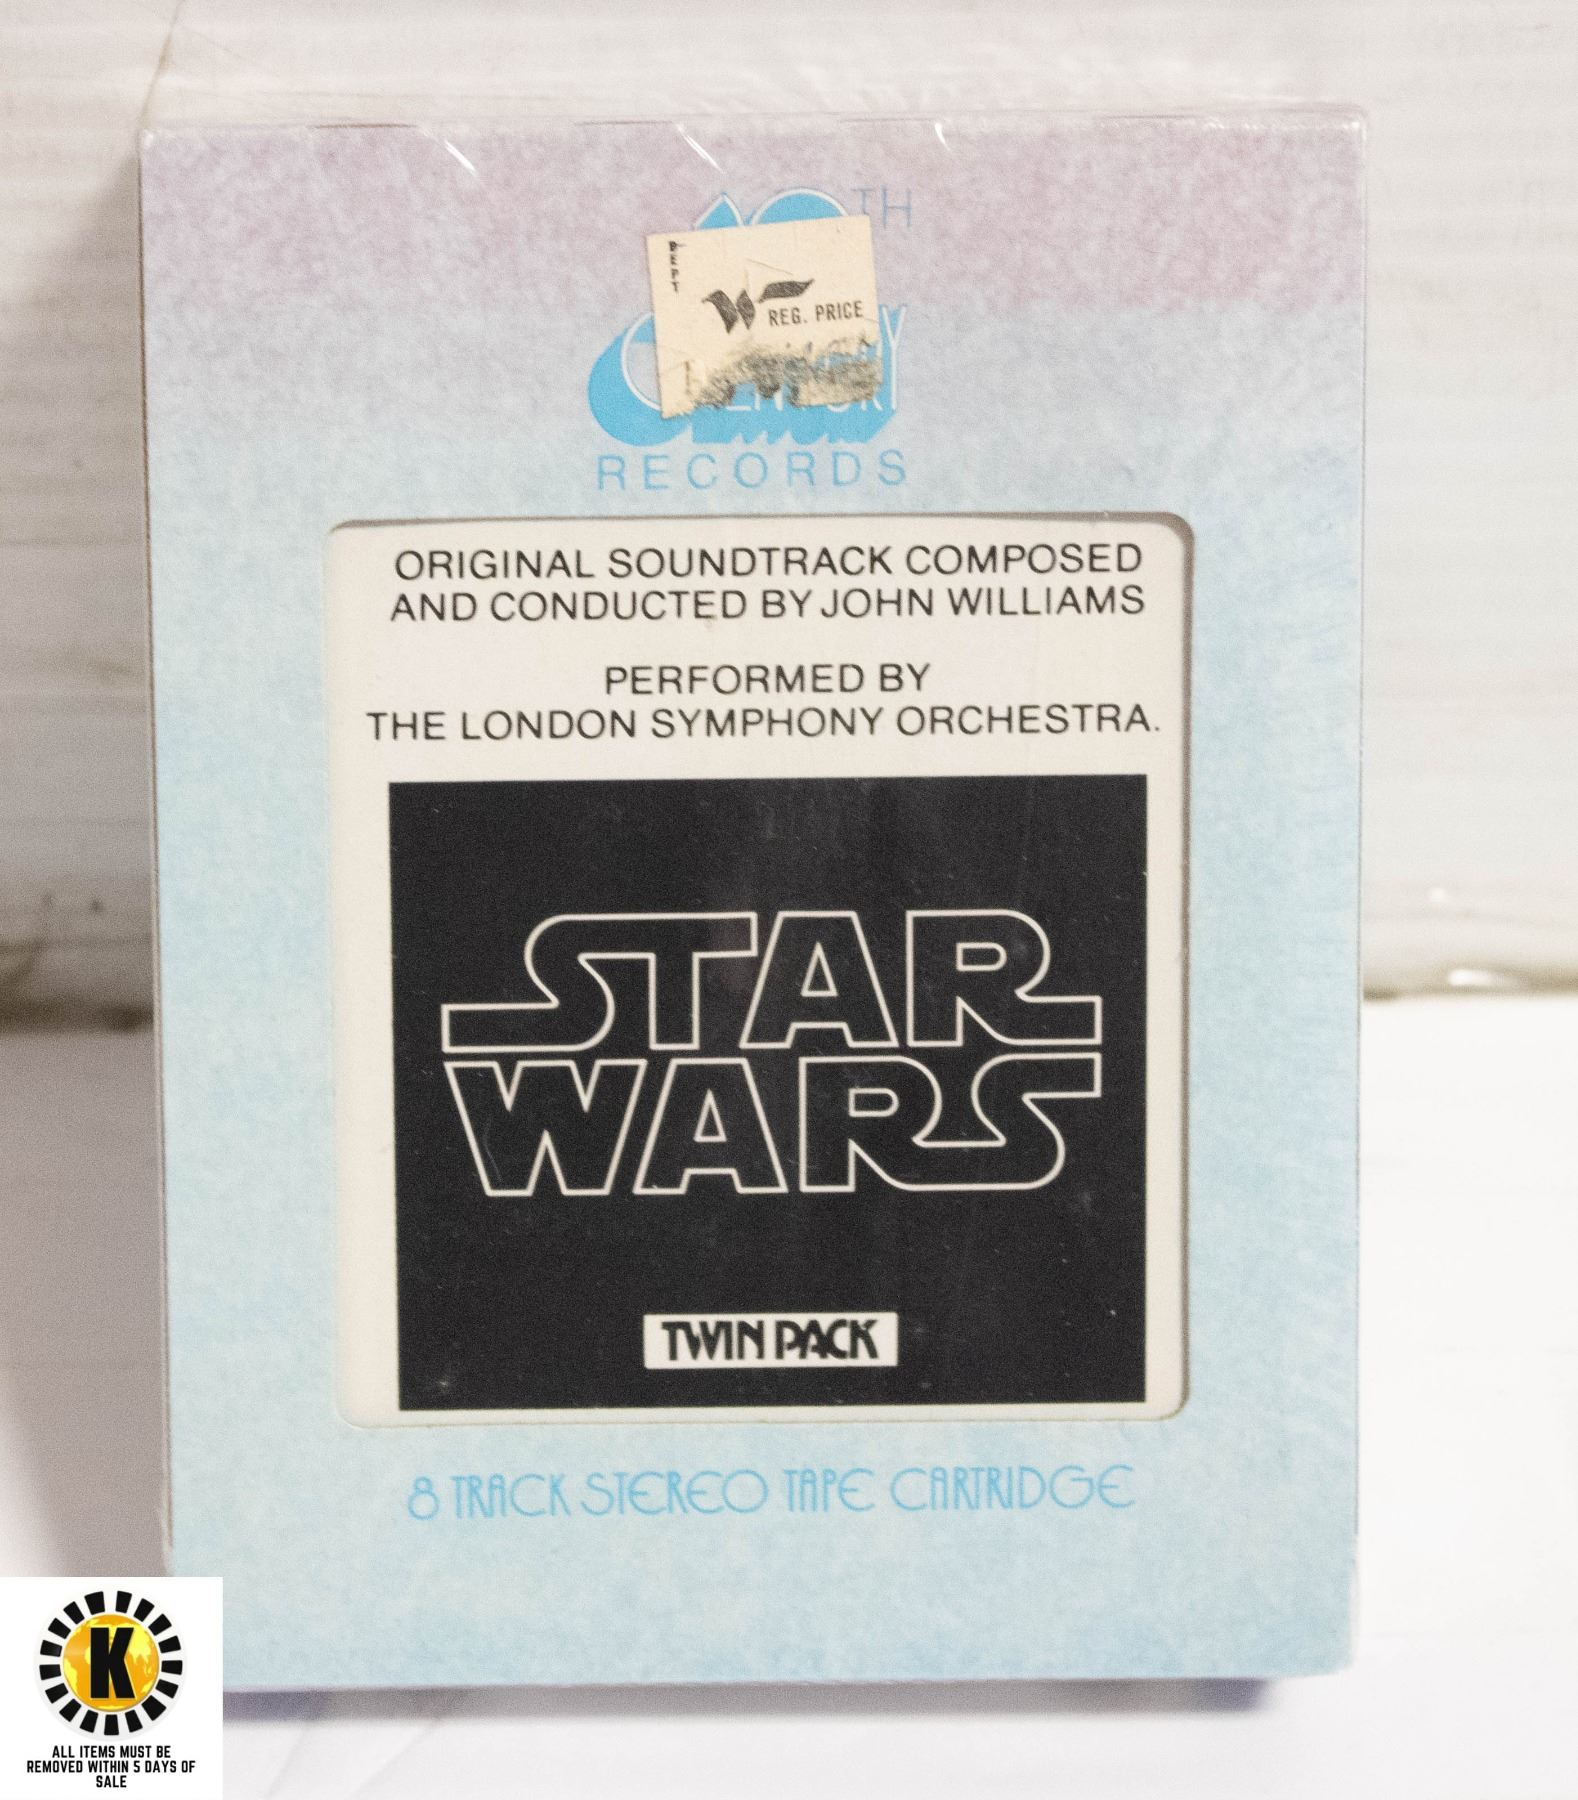 TH
DEPT
W REG. PRICE
RECORDS
ORIGINAL SOUNDTRACK COMPOSED
AND CONDUCTED BY JOHN WILLIAMS
PERFORMED BY
THE LONDON SYMPHONY ORCHESTRA.
STAR
WARS
TWIN PACK
8 TRACK STEREO TAPE CARTRIDGE
K
ALL ITEMS MUST BE
REMOVED WITHIN 5 DAYS OF
SALE